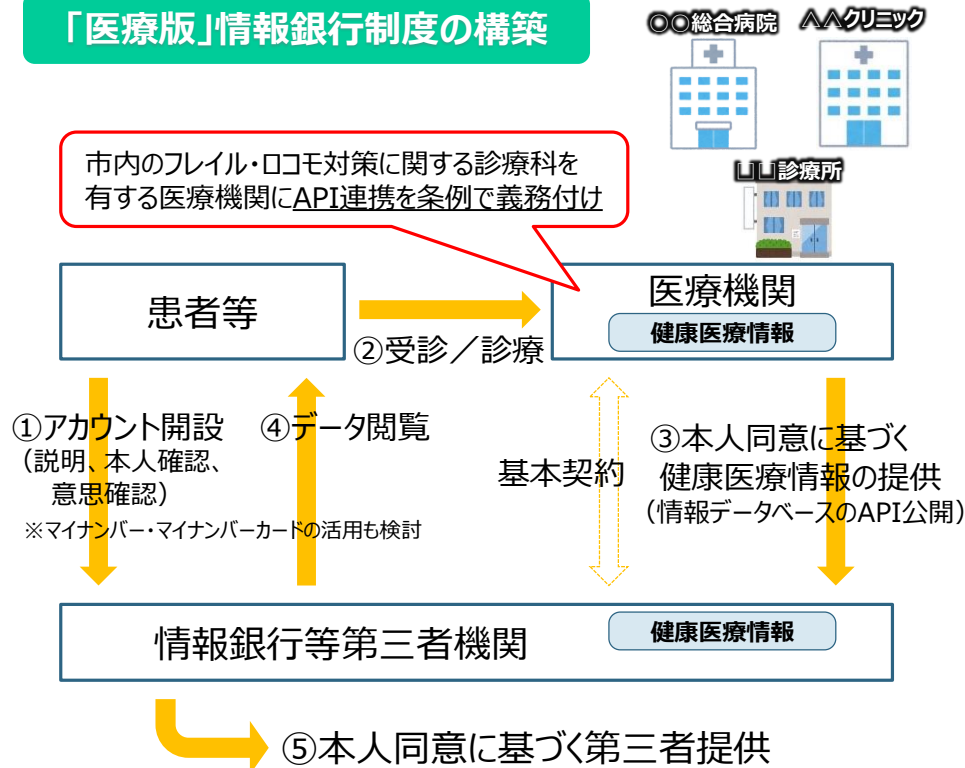 「医療版」情報銀行制度の構築
○○総合病院
△△クリニック
□□診療所
市内のフレイル・ロコモ対策に関する診療科を
有する医療機関にAPI連携を条例で義務付け
患者等
医療機関
健康医療情報
②受診／診療
①アカウント開設
（説明、本人確認、
意思確認）
※マイナンバー・マイナンバーカードの活用も検討
④データ閲覧
基本契約
③本人同意に基づく
健康医療情報の提供
（情報データベースのAPI公開）
情報銀行等第三者機関
健康医療情報
⑤本人同意に基づく第三者提供